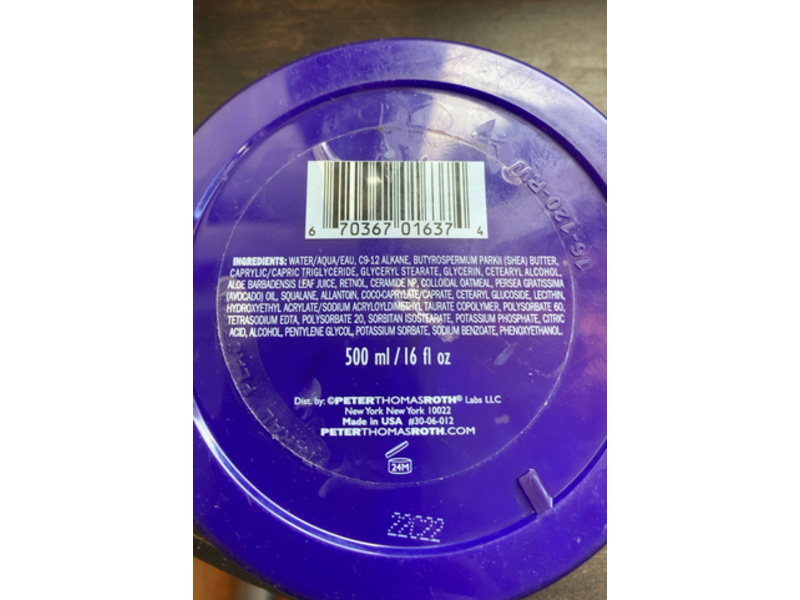 6 70367 01637 4
INGREDIENTS: WATER/AQUA/EAU, C9-12 ALKANE, BUTYROSPERMUM PARKII (SHEA) BUTTER,
CAPRYLIC/CAPRIC TRIGLYCERIDE, GLYCERYL STEARATE, GLYCERIN, CETEARYL ALCOHOL,
ALOE BARBADENSIS LEAF JUICE, RETINOL, CERAMIDE NP, COLLOIDAL OATMEAL, PERSEA GRATISSIMA
(AVOCADO) OIL, SQUALANE, ALLANTOIN, COCO-CAPRYLATE/CAPRATE, CETEARYL GLUCOSIDE, LECITHIN,
HYDROXYETHYL ACRYLATE/SODIUM ACRYLOYLDIMETHYL TAURATE COPOLYMER, POLYSORBATE 60,
TETRASODIUM EDTA, POLYSORBATE 20, SORBITAN ISOSTEARATE, POTASSIUM PHOSPHATE, CITRIC
ACID, ALCOHOL, PENTYLENE GLYCOL, POTASSIUM SORBATE, SODIUM BENZOATE, PHENOXYETHANOL.
500 ml / 16 fl oz
Dist. by: ©PETERTHOMASROTH® Labs LLC
New York New York 10022
Made in USA #30-06-012
PETERTHOMASROTH.COM
24M
22C22